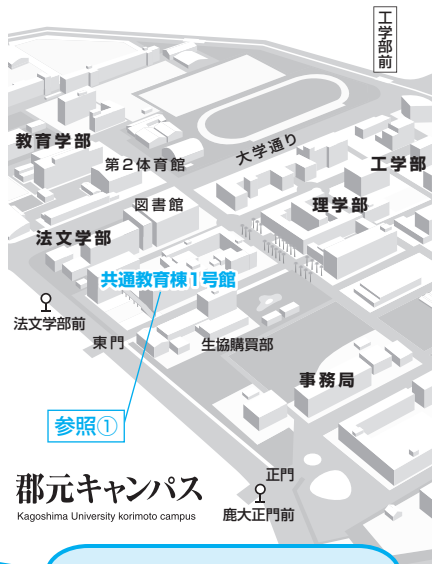 工学部前
教育学部
第2体育館
大学通り
工学部
図書館
理学部
法文学部
共通教育棟1号館
法文学部前
東門
生協購買部
事務局
参照①
郡元キャンパス
Kagoshima University korimoto campus
正門
鹿大正門前